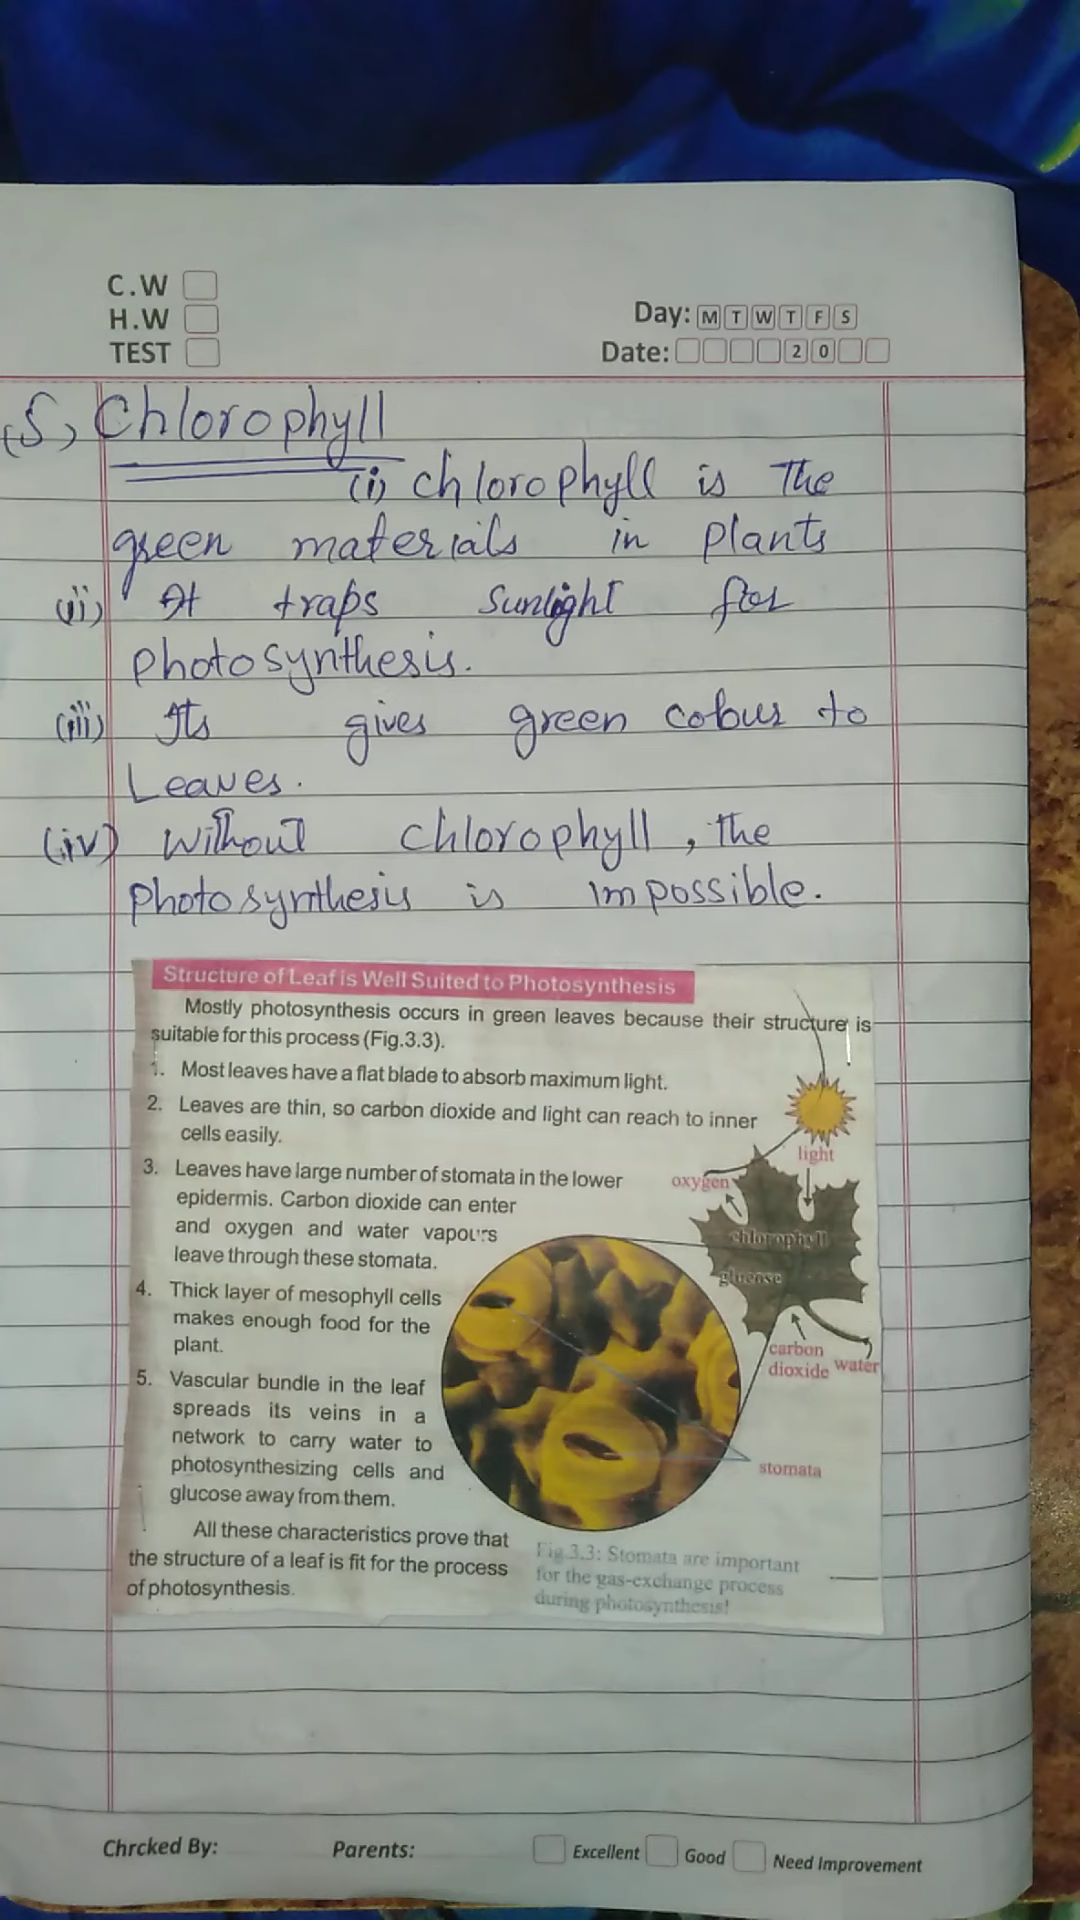 C.W
H.W
TEST
Day: M T W T F S
Date: 2 0
(5) Chlorophyll
(i) chlorophyll is The
green materials in plants
(ii) It traps Sunlight for
photosynthesis.
(iii) Its gives green colour to
Leaves.
(iv) Without chlorophyll, the
photosynthesis is impossible.
Structure of Leaf is Well Suited to Photosynthesis
Mostly photosynthesis occurs in green leaves because their structure is
suitable for this process (Fig.3.3).
1. Most leaves have a flat blade to absorb maximum light.
2. Leaves are thin, so carbon dioxide and light can reach to inner
cells easily.
3. Leaves have large number of stomata in the lower
epidermis. Carbon dioxide can enter
and oxygen and water vapours
leave through these stomata.
4. Thick layer of mesophyll cells
makes enough food for the
plant.
5. Vascular bundle in the leaf
spreads its veins in a
network to carry water to
photosynthesizing cells and
glucose away from them.
All these characteristics prove that
the structure of a leaf is fit for the process
of photosynthesis.
light
oxygen
chlorophyll
glucose
carbon
dioxide water
stomata
Fig.3.3: Stomata are important
for the gas-exchange process
during photosynthesis!
Chrcked By: Parents: Excellent Good Need Improvement